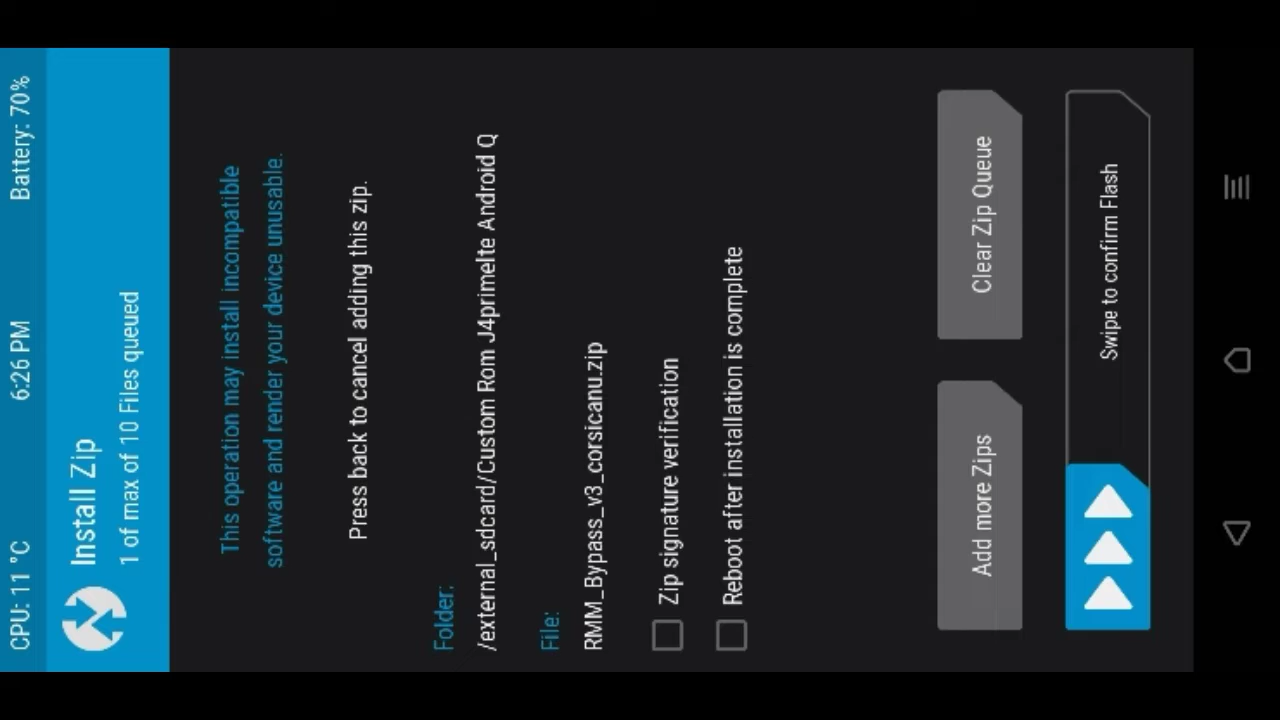 CPU: 11 °C 6:26 PM Battery: 70%
Install Zip
1 of max of 10 Files queued
This operation may install incompatible
software and render your device unusable.
Press back to cancel adding this zip.
Folder:
/external_sdcard/Custom Rom J4primelte Android Q
File:
RMM_Bypass_v3_corsicanu.zip
Zip signature verification
Reboot after installation is complete
Add more Zips Clear Zip Queue
Swipe to confirm Flash